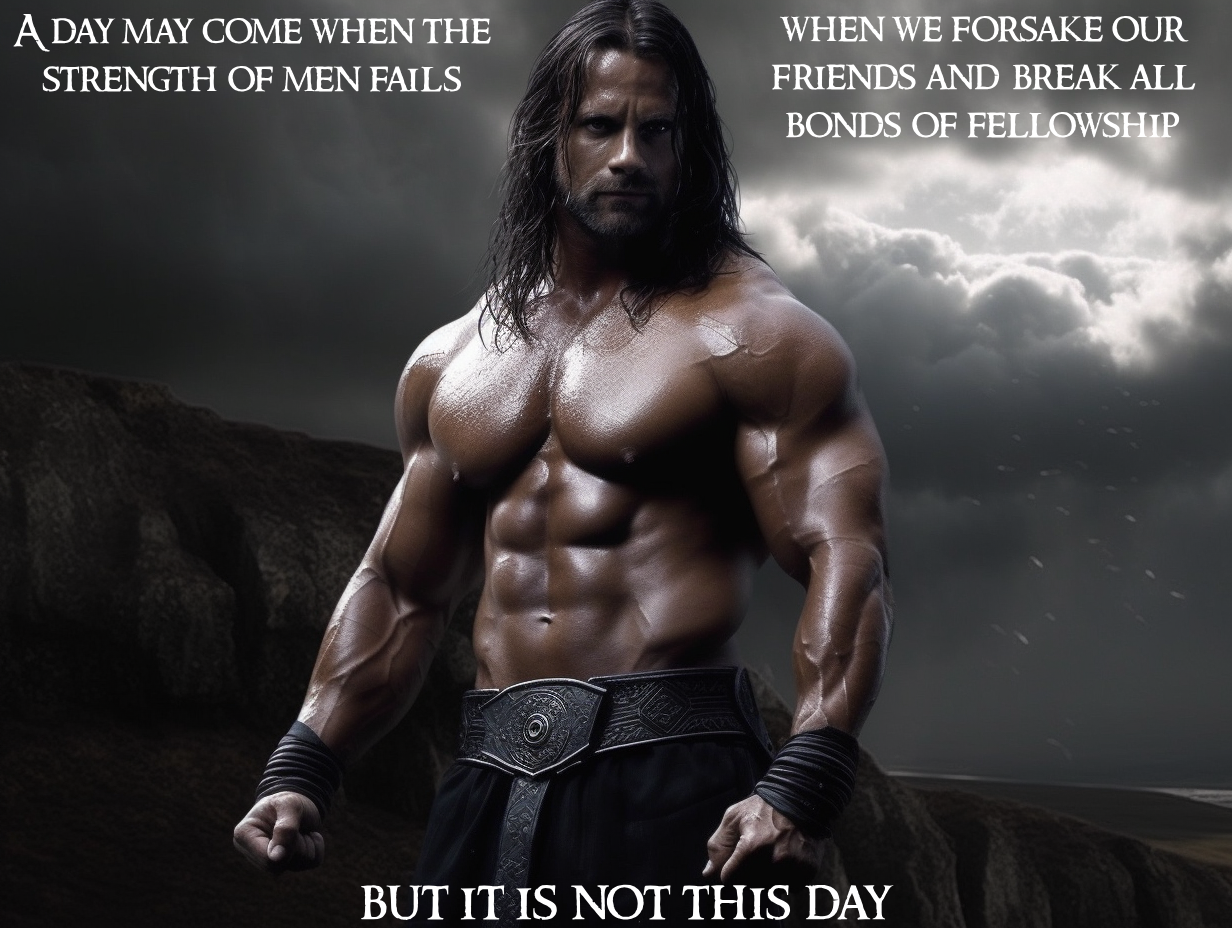 A DAY MAY COME WHEN THE
STRENGTH OF MEN FAILS
WHEN WE FORSAKE OUR
FRIENDS AND BREAK ALL
BONDS OF FELLOWSHIP
BUT IT IS NOT THIS DAY